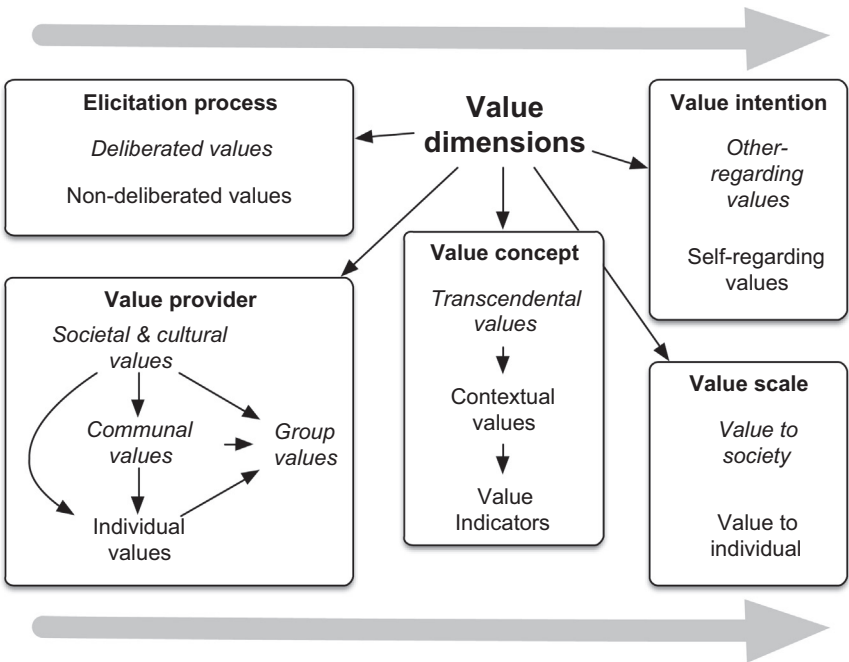 Value
dimensions
Elicitation process
Deliberated values
Non-deliberated values
Value provider
Societal & cultural
values
Communal
values
Group
values
Individual
values
Value concept
Transcendental
values
Contextual
values
Value
Indicators
Value intention
Other-
regarding
values
Self-regarding
values
Value scale
Value to
society
Value to
individual